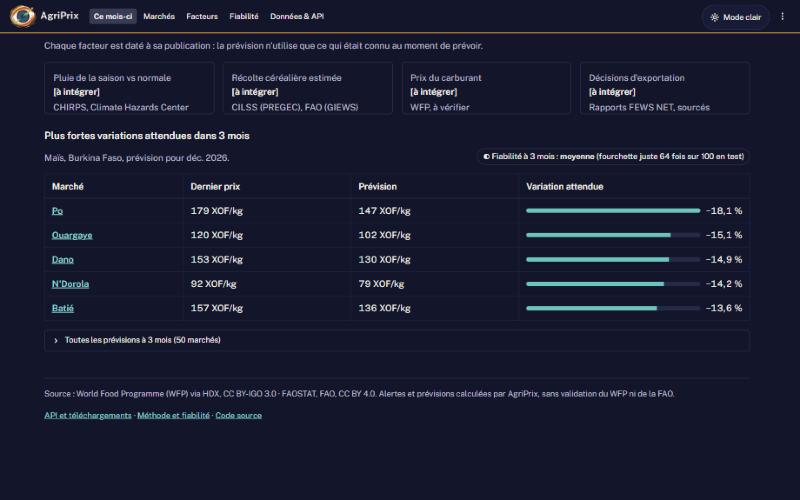 AgriPrix Ce mois-ci Marchés Facteurs Fiabilité Données & API Mode clair
Chaque facteur est daté à sa publication : la prévision n'utilise que ce qui était connu au moment de prévoir.
Pluie de la saison vs normale
[à intégrer]
CHIRPS, Climate Hazards Center
Récolte céréalière estimée
[à intégrer]
CILSS (PREGEC), FAO (GIEWS)
Prix du carburant
[à intégrer]
WFP, à vérifier
Décisions d'exportation
[à intégrer]
Rapports FEWS NET, sourcés
Plus fortes variations attendues dans 3 mois
Maïs, Burkina Faso, prévision pour déc. 2026.
Fiabilité à 3 mois : moyenne (fourchette juste 64 fois sur 100 en test)
Marché Dernier prix Prévision Variation attendue
Po 179 XOF/kg 147 XOF/kg −18,1 %
Ouargaye 120 XOF/kg 102 XOF/kg −15,1 %
Dano 153 XOF/kg 130 XOF/kg −14,9 %
N'Dorola 92 XOF/kg 79 XOF/kg −14,2 %
Batié 157 XOF/kg 136 XOF/kg −13,6 %
Toutes les prévisions à 3 mois (50 marchés)
Source : World Food Programme (WFP) via HDX, CC BY-IGO 3.0 · FAOSTAT, FAO, CC BY 4.0. Alertes et prévisions calculées par AgriPrix, sans validation du WFP ni de la FAO.
API et téléchargements · Méthode et fiabilité · Code source